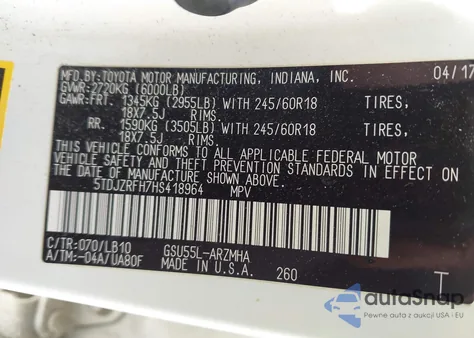 MFD.BY:TOYOTA MOTOR MANUFACTURING, INDIANA, INC. 04/17
GVWR:2720KG (6000LB)
GAWR:FRT. 1345KG (2955LB) WITH 245/60R18 TIRES,
18X7.5J RIMS.
RR. 1590KG (3505LB) WITH 245/60R18 TIRES,
18X7.5J RIMS.
THIS VEHICLE CONFORMS TO ALL APPLICABLE FEDERAL MOTOR
VEHICLE SAFETY AND THEFT PREVENTION STANDARDS IN EFFECT
ON THE DATE OF MANUFACTURE SHOWN ABOVE.
5TDJZRFH7HS418964 MPV
C/TR:070/LB10 GSU55L-ARZMHA
A/TM:-04A/UA80F MADE IN U.S.A. 260 T
autoSnap
Pewne auta z aukcji USA i EU